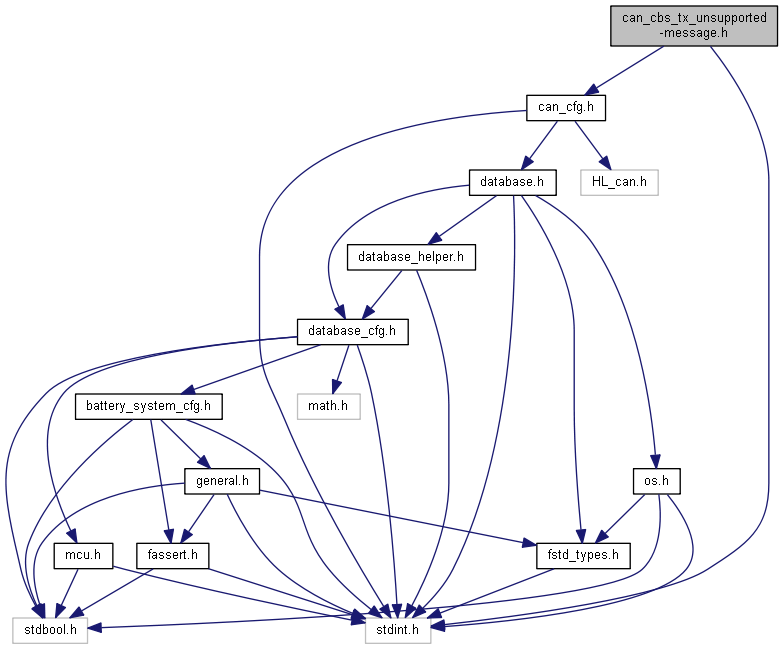 can_cbs_tx_unsupported
-message.h
can_cfg.h
database.h
HL_can.h
database_helper.h
database_cfg.h
battery_system_cfg.h
math.h
general.h
os.h
mcu.h
fassert.h
fstd_types.h
stdbool.h
stdint.h